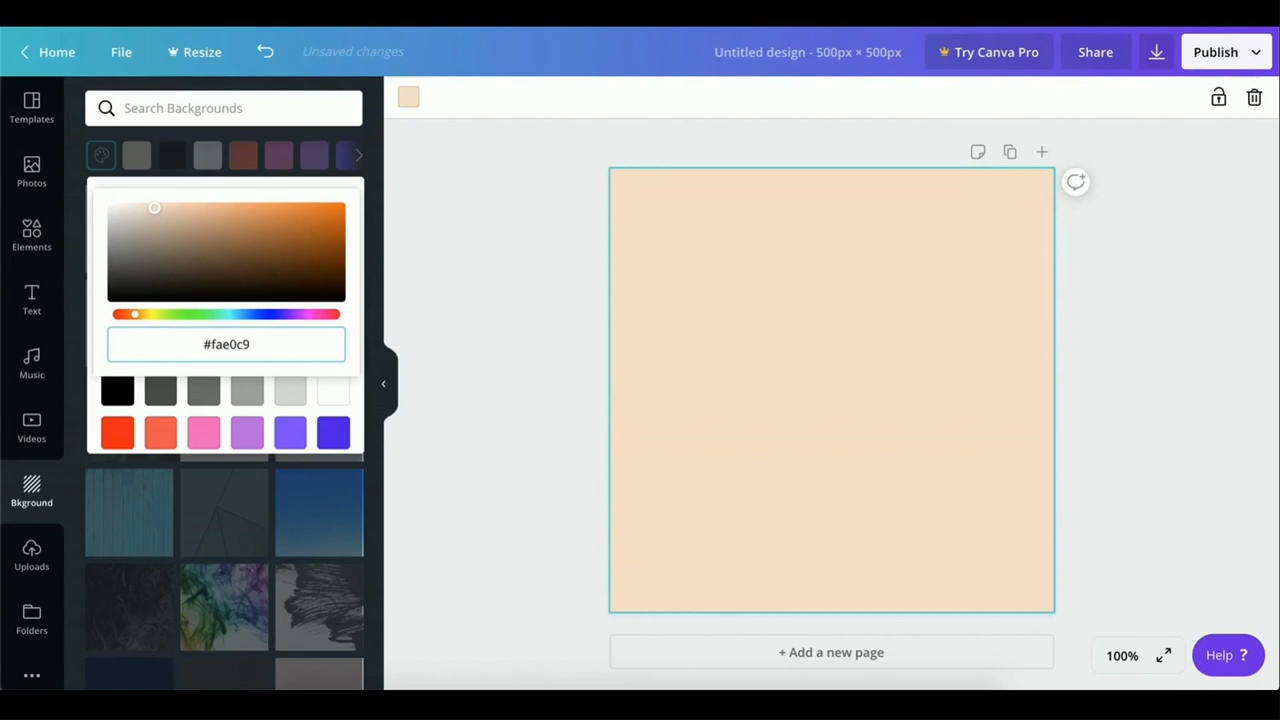 Home File Resize Unsaved changes Untitled design - 500px × 500px Try Canva Pro Share Publish
Templates
Photos
Elements
Text
Music
Videos
Bkground
Uploads
Folders
Search Backgrounds
#fae0c9
+ Add a new page
100% Help ?